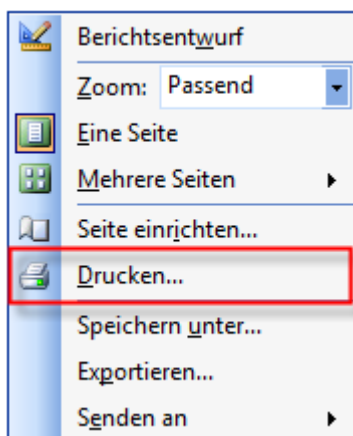 Berichtsentwurf
Zoom: Passend
Eine Seite
Mehrere Seiten
Seite einrichten...
Drucken...
Speichern unter...
Exportieren...
Senden an